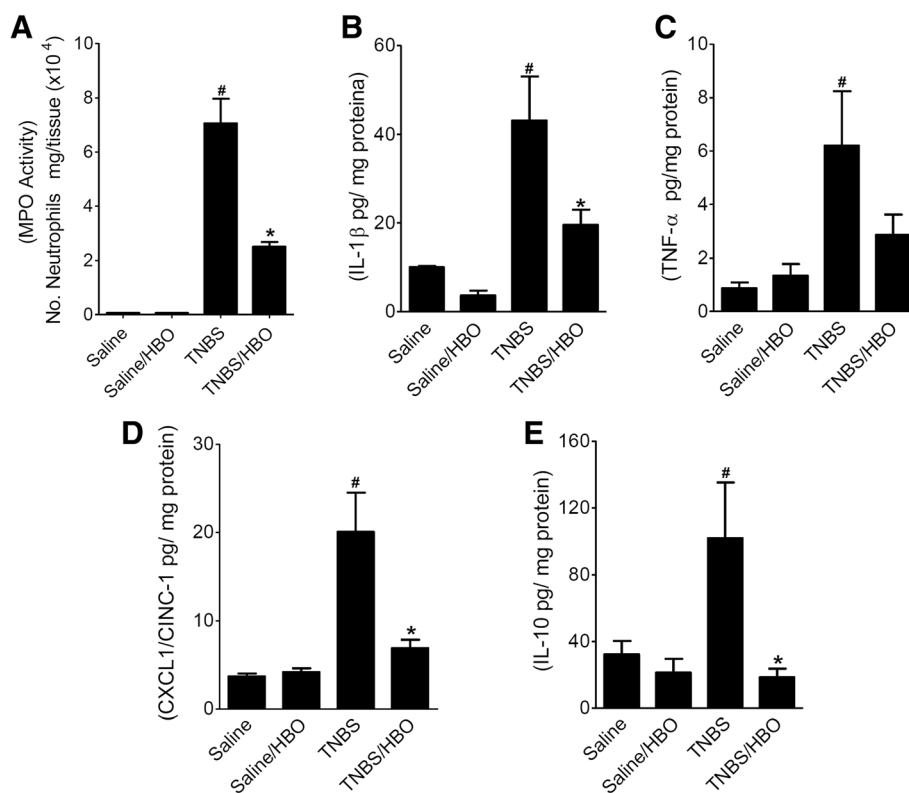 A
(MPO Activity)
No. Neutrophils mg/tissue (x10 4)
10
8
6
4
2
0
#
*
Saline
Saline/HBO
TNBS
TNBS/HBO
B
(IL-1β pg/ mg proteina)
60
40
20
0
#
*
Saline
Saline/HBO
TNBS
TNBS/HBO
C
(TNF-α pg/mg protein)
10
8
6
4
2
0
#
Saline
Saline/HBO
TNBS
TNBS/HBO
D
(CXCL1/CINC-1 pg/ mg protein)
30
20
10
0
#
*
Saline
Saline/HBO
TNBS
TNBS/HBO
E
(IL-10 pg/ mg protein)
160
120
80
40
0
#
*
Saline
Saline/HBO
TNBS
TNBS/HBO